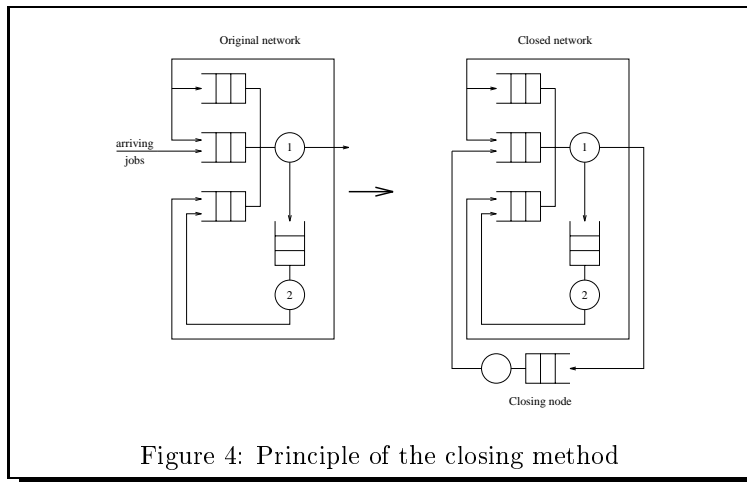 Original network
Closed network
arriving
jobs
1
1
2
2
Closing node
Figure 4: Principle of the closing method